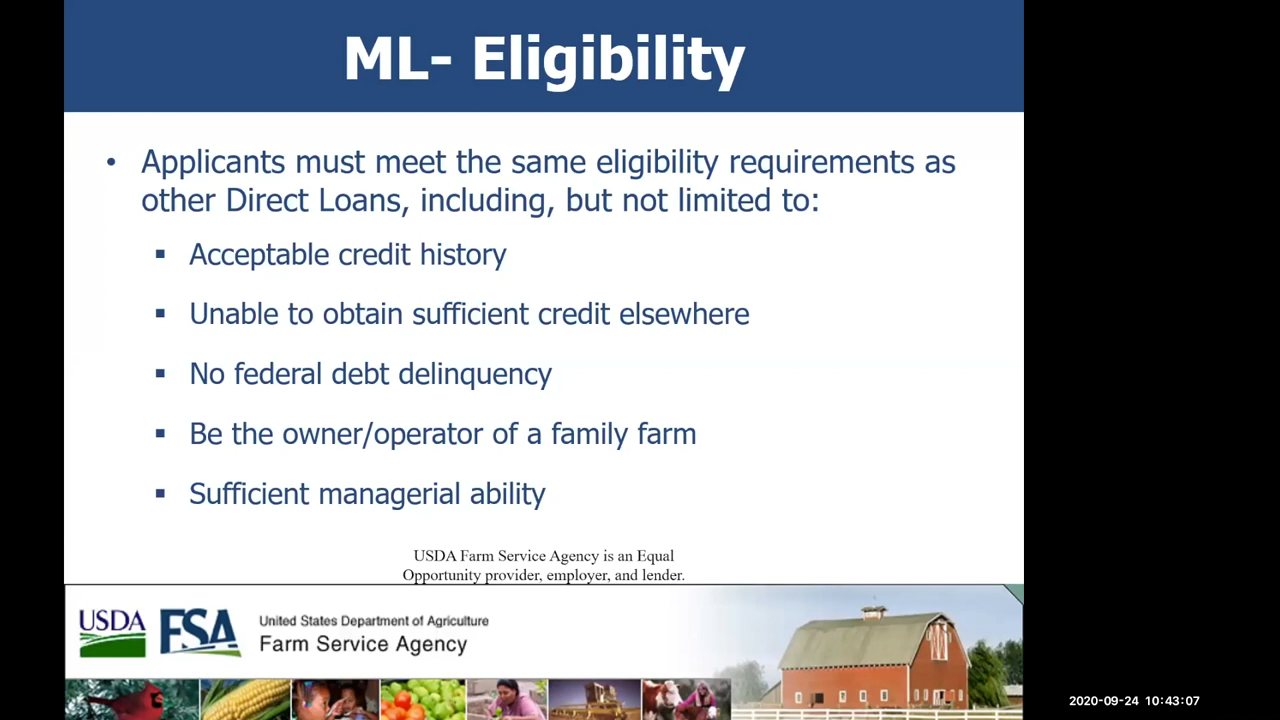 ML- Eligibility
• Applicants must meet the same eligibility requirements as
other Direct Loans, including, but not limited to:
▪ Acceptable credit history
▪ Unable to obtain sufficient credit elsewhere
▪ No federal debt delinquency
▪ Be the owner/operator of a family farm
▪ Sufficient managerial ability
USDA Farm Service Agency is an Equal
Opportunity provider, employer, and lender.
USDA FSA
United States Department of Agriculture
Farm Service Agency
2020-09-24 10:43:07